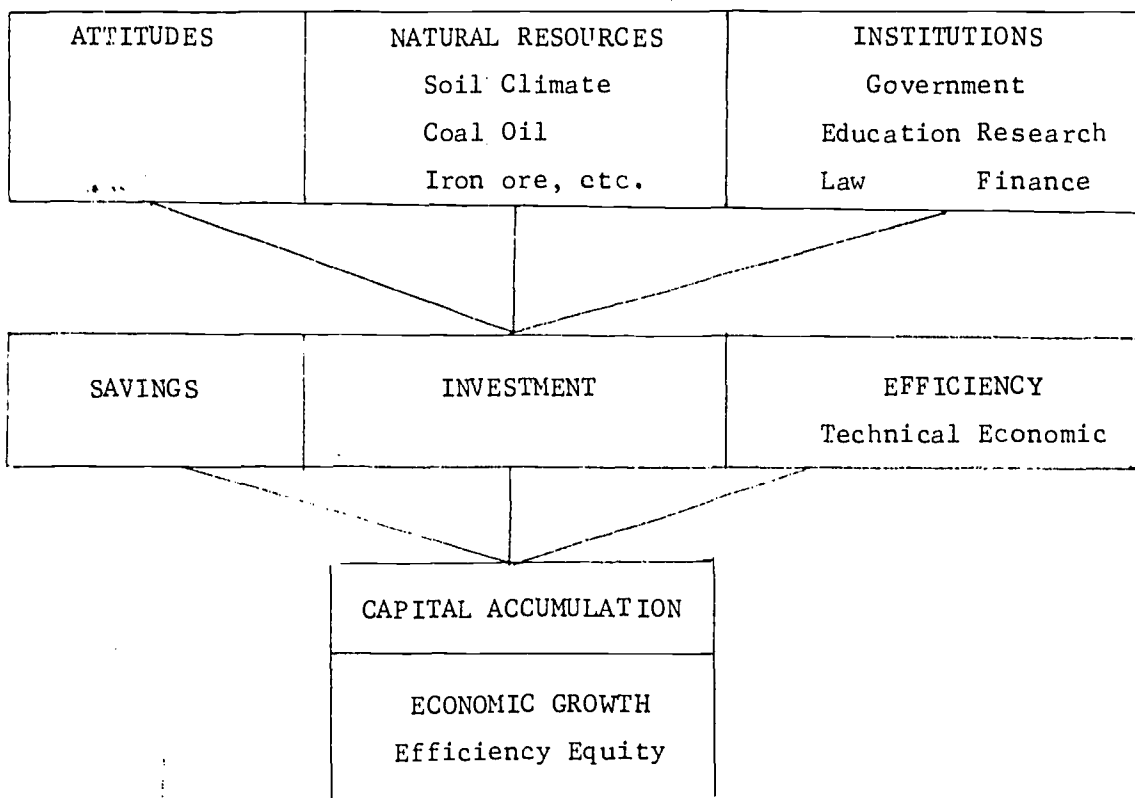 ATTITUDES
NATURAL RESOURCES
Soil Climate
Coal Oil
Iron ore, etc.
INSTITUTIONS
Government
Education Research
Law Finance
SAVINGS
INVESTMENT
EFFICIENCY
Technical Economic
CAPITAL ACCUMULATION
ECONOMIC GROWTH
Efficiency Equity